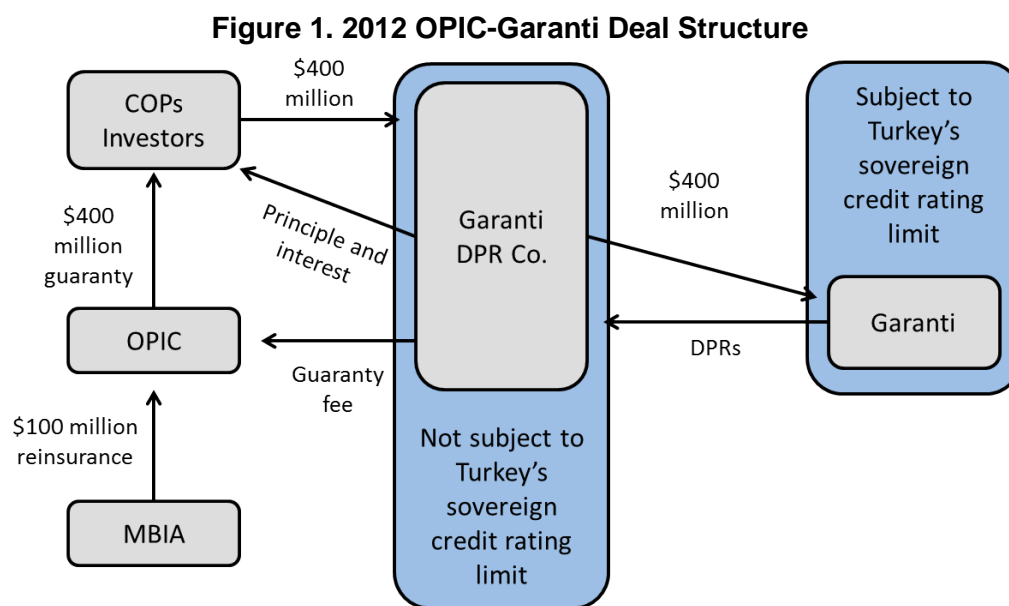 Figure 1. 2012 OPIC-Garanti Deal Structure
COPs
Investors
$400
million
Principle and
interest
$400
million
guaranty
OPIC
Guaranty
fee
$100 million
reinsurance
MBIA
Garanti
DPR Co.
Not subject to
Turkey's
sovereign
credit rating
limit
$400
million
DPRs
Subject to
Turkey's
sovereign
credit rating
limit
Garanti